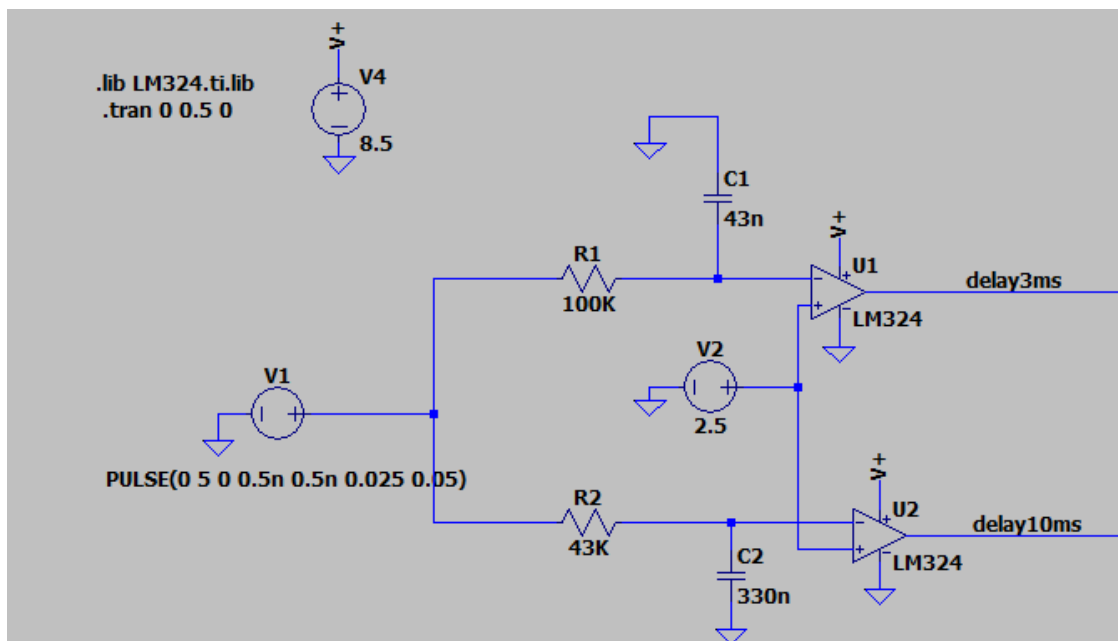 V+
.lib LM324.ti.lib
.tran 0 0.5 0
V4
8.5
C1
43n
V+
R1
100K
U1
LM324
delay3ms
V1
PULSE(0 5 0 0.5n 0.5n 0.025 0.05)
V2
2.5
V+
R2
43K
U2
LM324
delay10ms
C2
330n